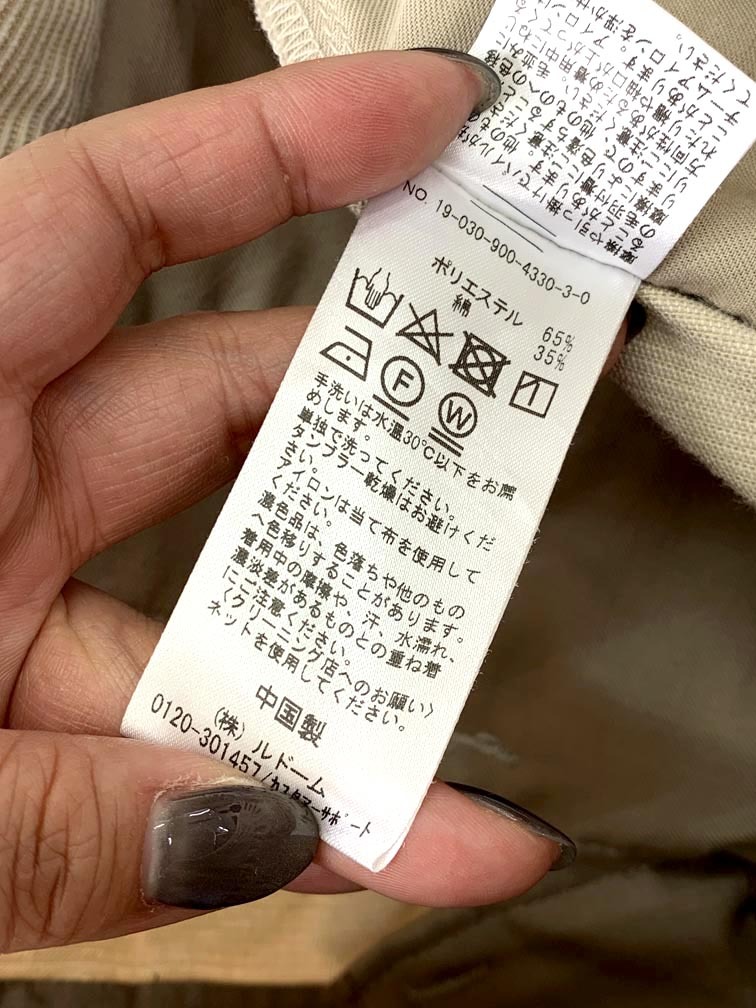 NO. 19-030-900-4330-3-0
ポリエステル 65%
綿 35%
F
W
手洗いは水温30℃以下をお薦
めします。
単独で洗ってください。
タンブラー乾燥はお避けくだ
さい。
アイロンは当て布を使用して
ください。
濃色品は、色落ちや他のもの
へ色移りすることがあります。
着用中の摩擦や、汗、水濡れ、
濃淡差があるものとの重ね着
にご注意ください。
〈クリーニング店へのお願い〉
ネットを使用してください。
中国製
(株) ルドーム
0120-301457/カスタマーサポート